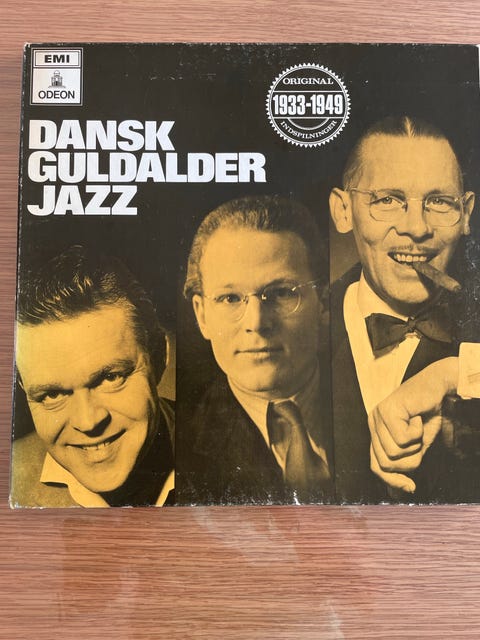 EMI
ODEON
ORIGINAL
1933-1949
INDSPILNINGER
DANSK
GULDALDER
JAZZ